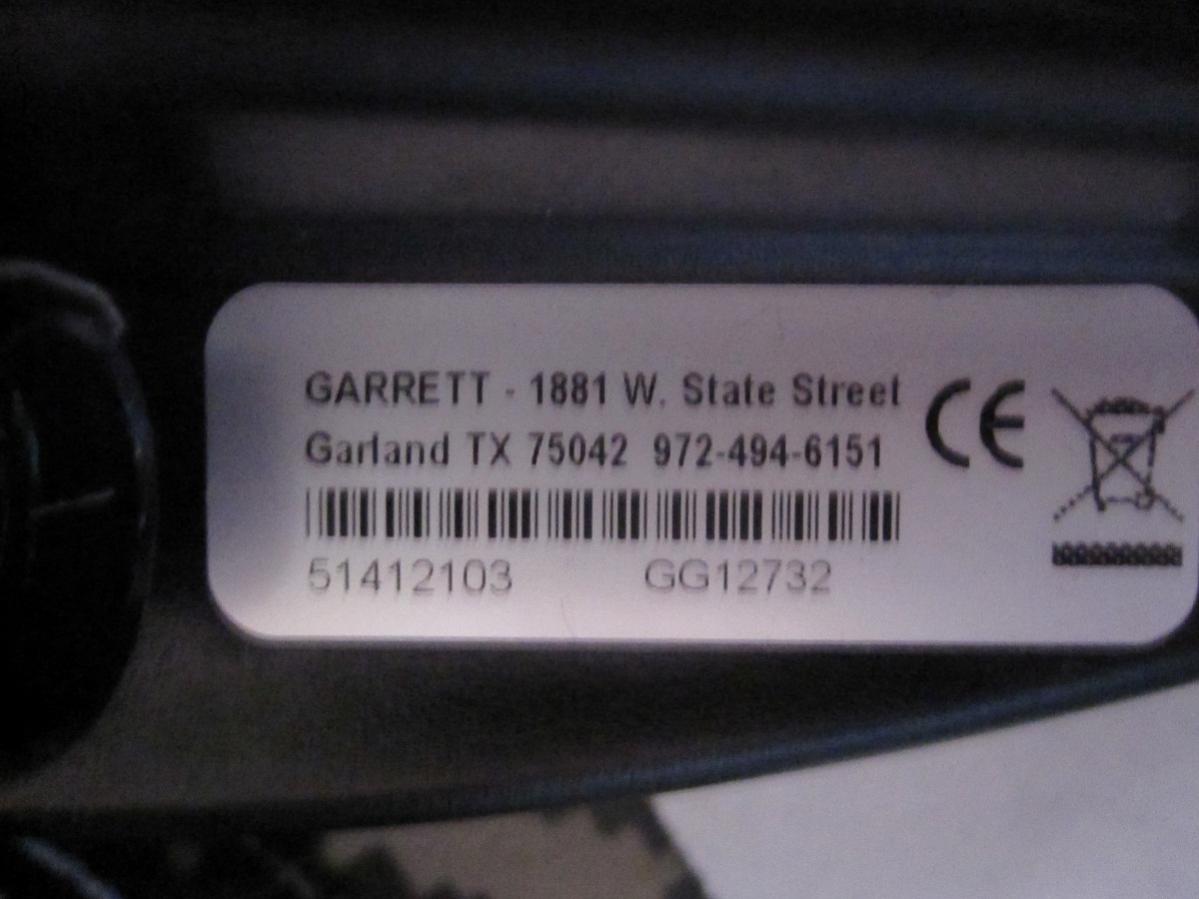 GARRETT - 1881 W. State Street
Garland TX 75042 972-494-6151
51412103 GG12732
CE